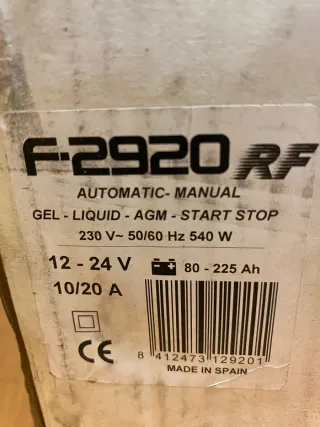 F-2920 RF
AUTOMATIC- MANUAL
GEL - LIQUID - AGM - START STOP
230 V~ 50/60 Hz 540 W
12 - 24 V 80 - 225 Ah
10/20 A
CE
8 412473 129201
MADE IN SPAIN